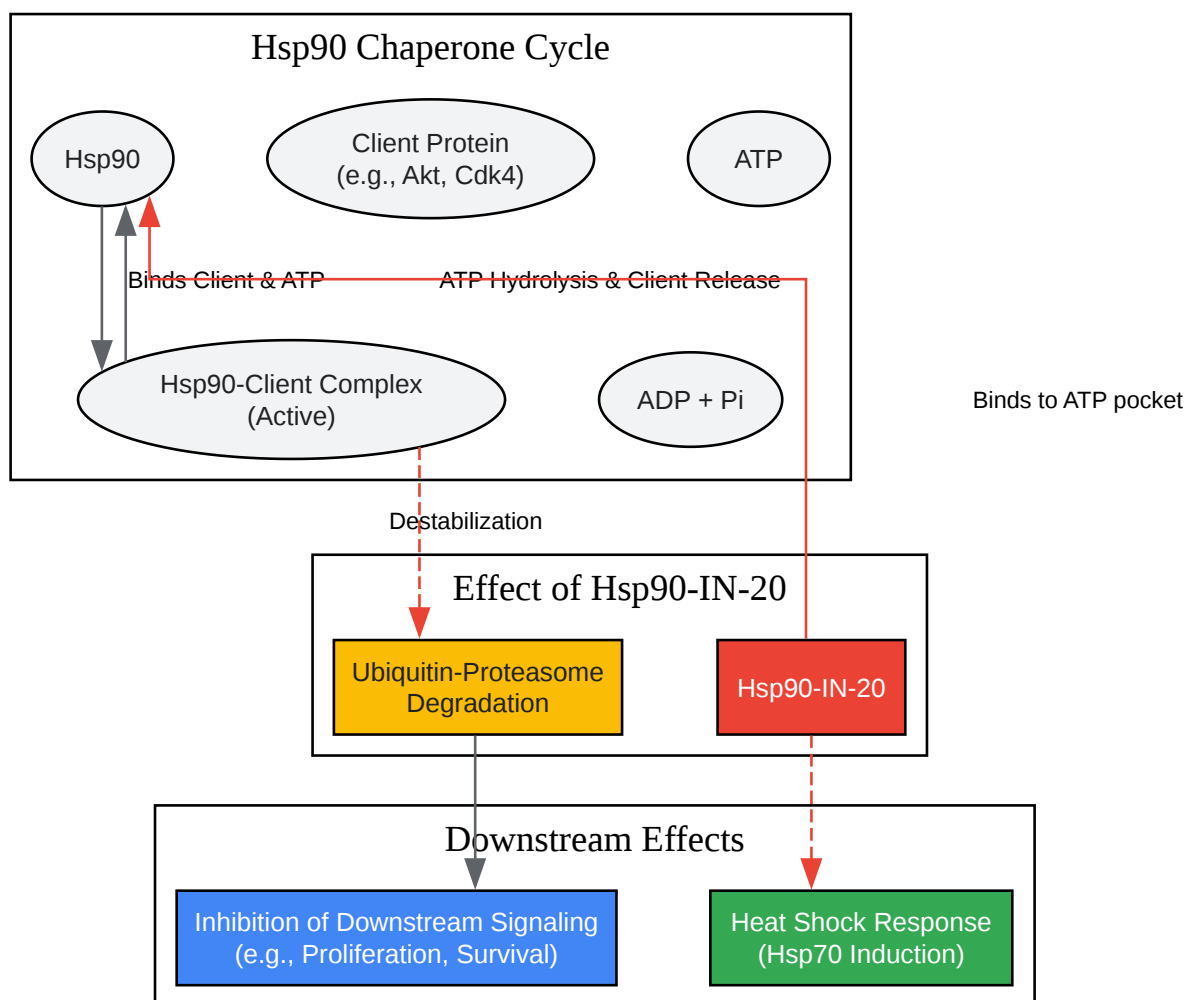 Hsp90 Chaperone Cycle
Hsp90
Client Protein
(e.g., Akt, Cdk4)
ATP
Binds Client & ATP
ATP Hydrolysis & Client Release
Hsp90-Client Complex
(Active)
ADP + Pi
Binds to ATP pocket
Destabilization
Effect of Hsp90-IN-20
Ubiquitin-Proteasome
Degradation
Hsp90-IN-20
Downstream Effects
Inhibition of Downstream Signaling
(e.g., Proliferation, Survival)
Heat Shock Response
(Hsp70 Induction)